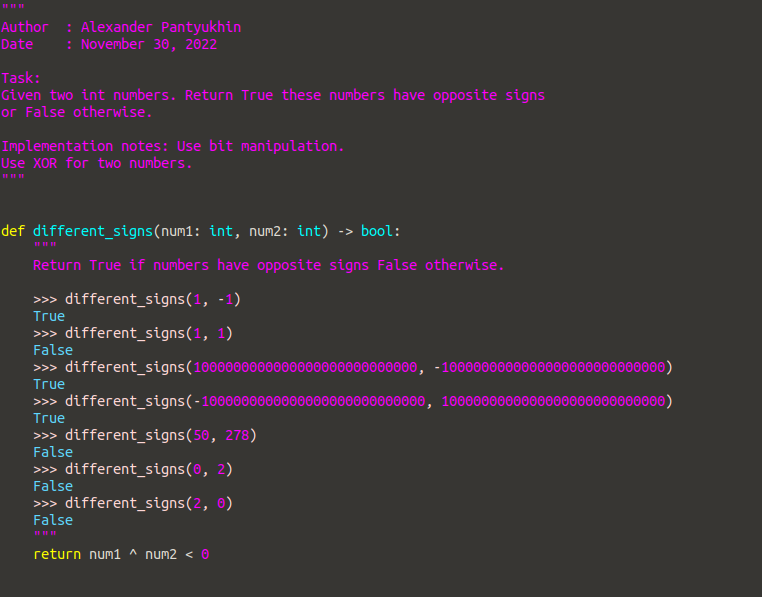 """
Author  : Alexander Pantyukhin
Date    : November 30, 2022

Task:
Given two int numbers. Return True these numbers have opposite signs
or False otherwise.

Implementation notes: Use bit manipulation.
Use XOR for two numbers.
"""


def different_signs(num1: int, num2: int) -> bool:
    """
    Return True if numbers have opposite signs False otherwise.

    >>> different_signs(1, -1)
    True
    >>> different_signs(1, 1)
    False
    >>> different_signs(1000000000000000000000000000, -1000000000000000000000000000)
    True
    >>> different_signs(-1000000000000000000000000000, 1000000000000000000000000000)
    True
    >>> different_signs(50, 278)
    False
    >>> different_signs(0, 2)
    False
    >>> different_signs(2, 0)
    False
    """
    return num1 ^ num2 < 0